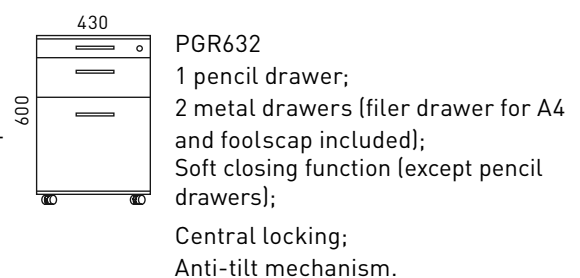 430
600
PGR632
1 pencil drawer;
2 metal drawers (filer drawer for A4
and foolscap included);
Soft closing function (except pencil
drawers);
Central locking;
Anti-tilt mechanism.